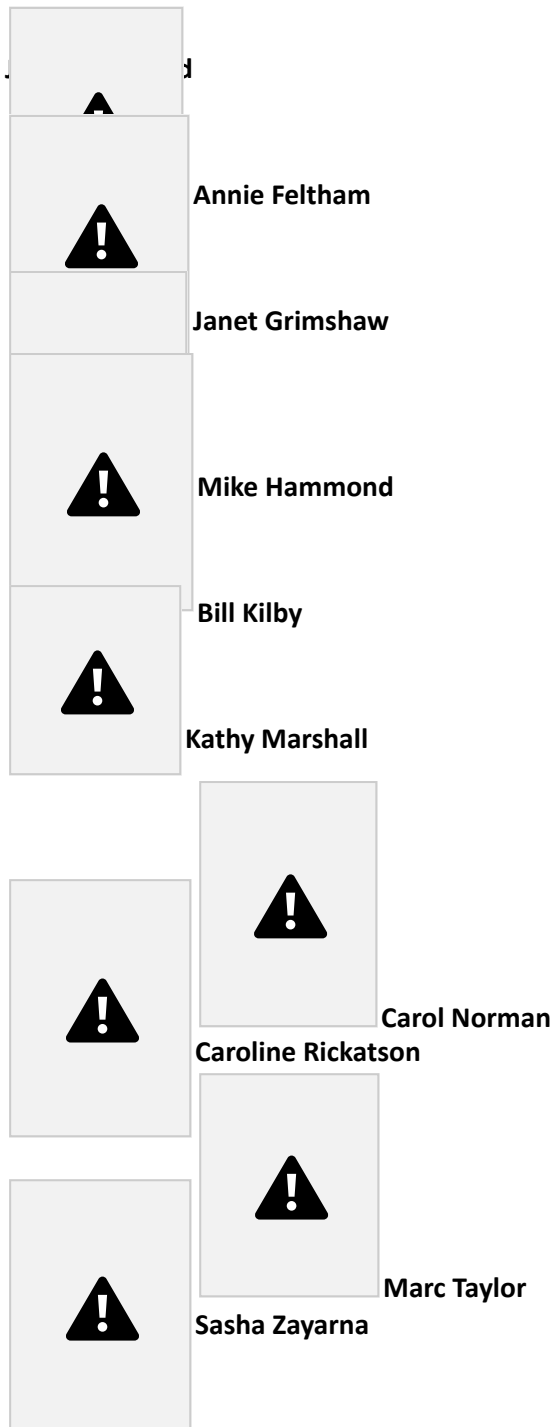 Annie Feltham
Janet Grimshaw
Mike Hammond
Bill Kilby
Kathy Marshall
Carol Norman
Caroline Rickatson
Marc Taylor
Sasha Zayarna